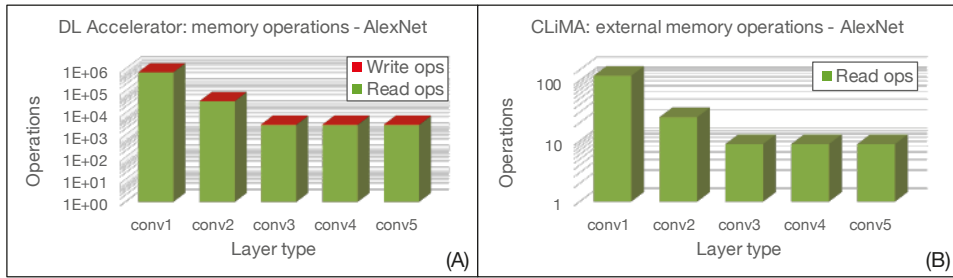 DL Accelerator: memory operations - AlexNet
Write ops
Read ops
1E+06
1E+05
1E+04
1E+03
1E+02
1E+01
1E+00
Operations
conv1 conv2 conv3 conv4 conv5
Layer type
(A)
CLiMA: external memory operations - AlexNet
Read ops
100
10
1
Operations
conv1 conv2 conv3 conv4 conv5
Layer type
(B)